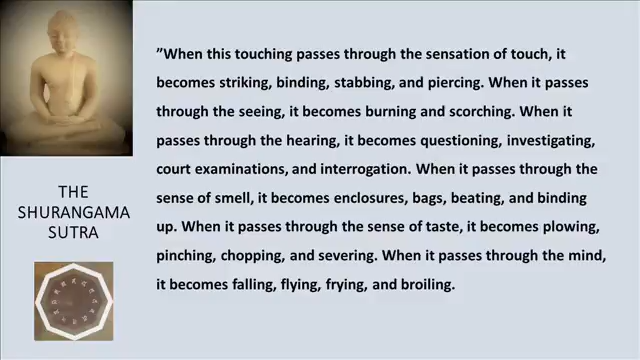 ”When this touching passes through the sensation of touch, it
becomes striking, binding, stabbing, and piercing. When it passes
through the seeing, it becomes burning and scorching. When it
passes through the hearing, it becomes questioning, investigating,
court examinations, and interrogation. When it passes through the
sense of smell, it becomes enclosures, bags, beating, and binding
up. When it passes through the sense of taste, it becomes plowing,
pinching, chopping, and severing. When it passes through the mind,
it becomes falling, flying, frying, and broiling.
THE
SHURANGAMA
SUTRA